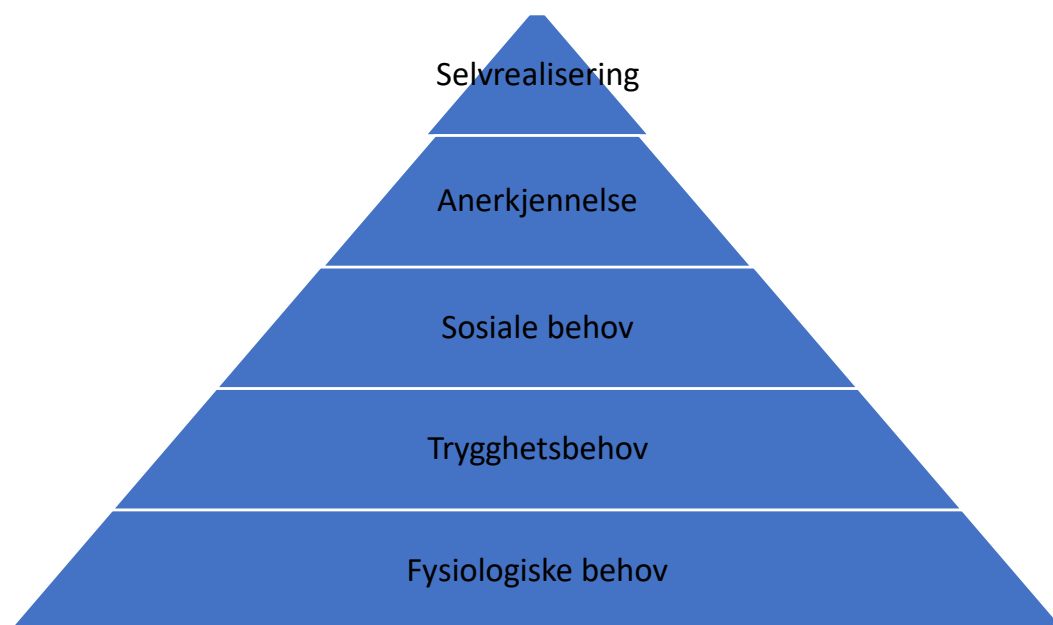 Selvrealisering
Anerkjennelse
Sosiale behov
Trygghetsbehov
Fysiologiske behov